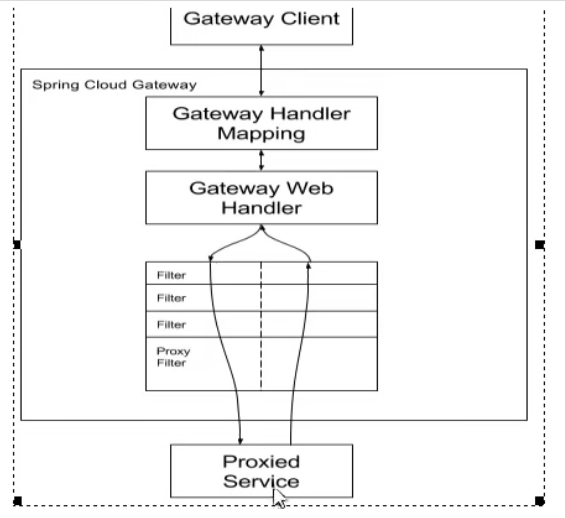 Gateway Client
Spring Cloud Gateway
Gateway Handler
Mapping
Gateway Web
Handler
Filter
Filter
Filter
Proxy
Filter
Proxied
Service